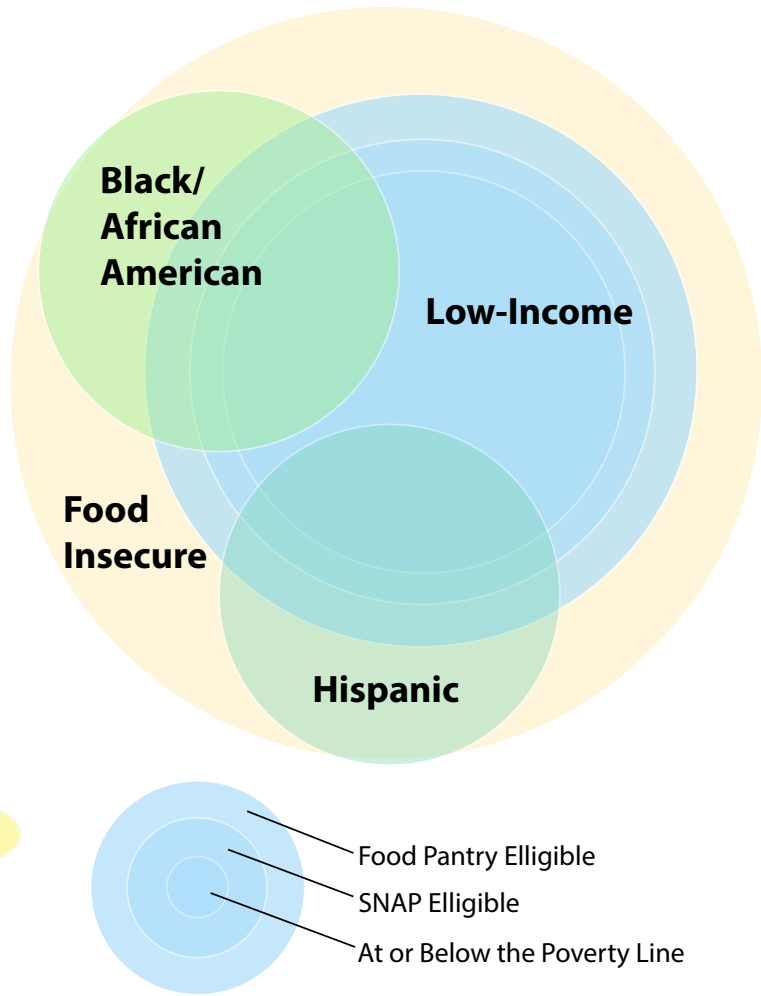 Black/
African
American
Low-Income
Food
Insecure
Hispanic
Food Pantry Elligible
SNAP Elligible
At or Below the Poverty Line